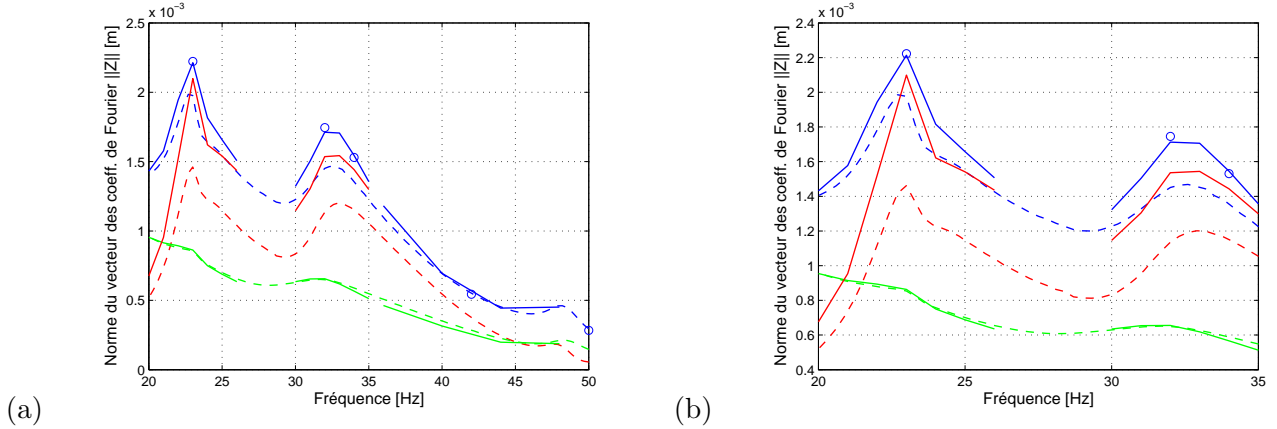 x 10⁻³
2.5
2
1.5
1
0.5
0
20 25 30 35 40 45 50
Fréquence [Hz]
Norme du vecteur des coeff. de Fourier ||Z|| [m]
(a)
x 10⁻³
2.4
2.2
2
1.8
1.6
1.4
1.2
1
0.8
0.6
0.4
20 25 30 35
Fréquence [Hz]
Norme du vecteur des coeff. de Fourier ||Z|| [m]
(b)